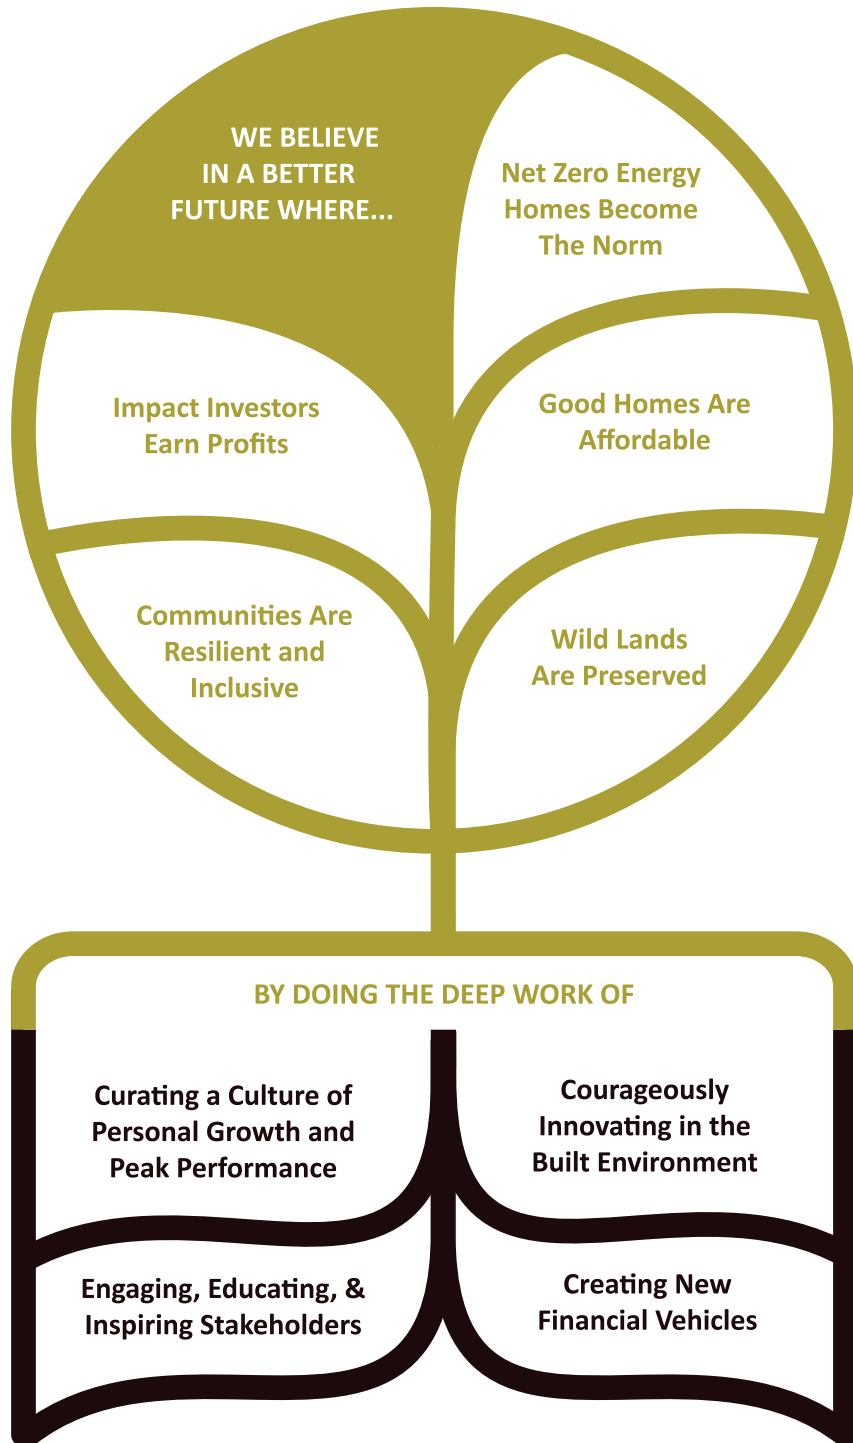 WE BELIEVE
IN A BETTER
FUTURE WHERE...
Net Zero Energy
Homes Become
The Norm
Impact Investors
Earn Profits
Good Homes Are
Affordable
Communities Are
Resilient and
Inclusive
Wild Lands
Are Preserved
BY DOING THE DEEP WORK OF
Curating a Culture of
Personal Growth and
Peak Performance
Courageously
Innovating in the
Built Environment
Engaging, Educating, &
Inspiring Stakeholders
Creating New
Financial Vehicles